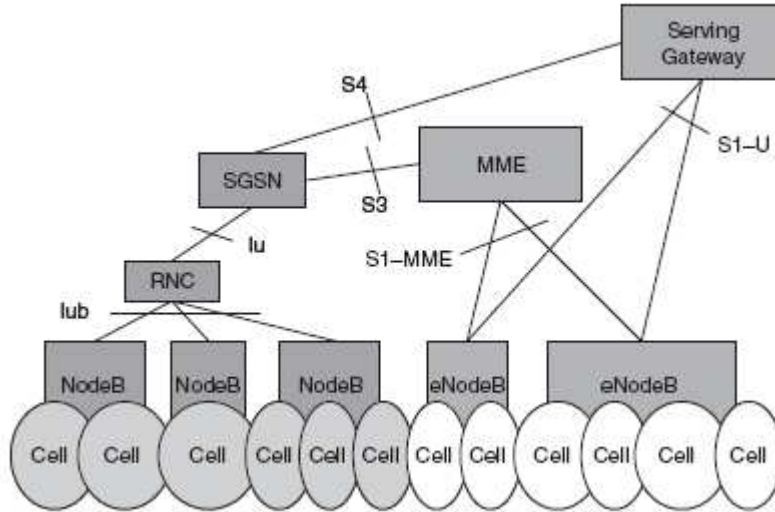 Serving
Gateway
S4
S1–U
SGSN
MME
S3
Iu
S1–MME
RNC
Iub
NodeB
NodeB
NodeB
eNodeB
eNodeB
Cell
Cell
Cell
Cell
Cell
Cell
Cell
Cell
Cell
Cell
Cell
Cell